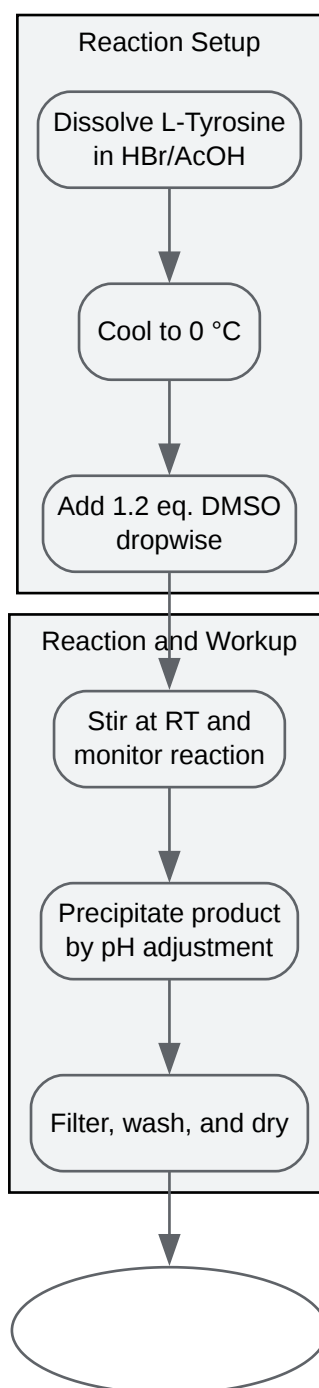 Reaction Setup
Dissolve L-Tyrosine
in HBr/AcOH
Cool to 0 °C
Add 1.2 eq. DMSO
dropwise
Reaction and Workup
Stir at RT and
monitor reaction
Precipitate product
by pH adjustment
Filter, wash, and dry